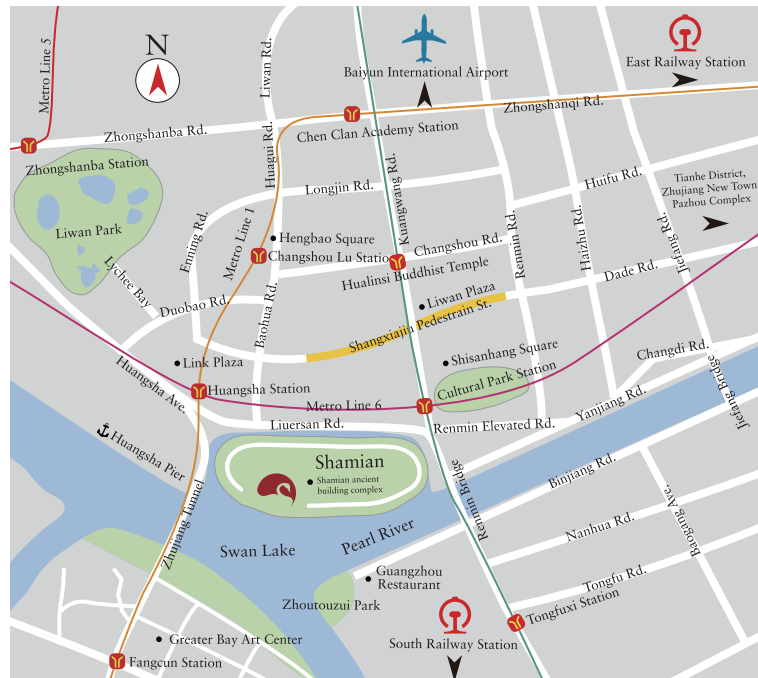 Metro Line 5
N
Liwan Rd.
Baiyun International Airport
East Railway Station
Zhongshanba Rd.
Chen Clan Academy Station
Zhongshanqi Rd.
Zhongshanba Station
Huagui Rd.
Longjin Rd.
Kuangwang Rd.
Huifu Rd.
Tianhe District,
Zhujiang New Town
Pazhou Complex
Liwan Park
Enning Rd.
Metro Line 1
Hengbao Square
Changshou Lu Station
Changshou Rd.
Hualinsi Buddhist Temple
Renmin Rd.
Haizhu Rd.
Jiefang Rd.
Dade Rd.
Lychee Bay
Duobao Rd.
Baohua Rd.
Liwan Plaza
Shangxiajiu Pedestrain St.
Link Plaza
Shisanhang Square
Changdi Rd.
Huangsha Ave.
Huangsha Station
Cultural Park Station
Jiefang Bridge
Metro Line 6
Yanjiang Rd.
Liuersan Rd.
Renmin Elevated Rd.
Huangsha Pier
Shamian
Shamian ancient
building complex
Binjiang Rd.
Renmin Bridge
Zhujiang Tunnel
Swan Lake
Pearl River
Nanhua Rd.
Baogang Ave.
Guangzhou
Restaurant
Tongfu Rd.
Zhoutouzui Park
Tongfuxi Station
Greater Bay Art Center
South Railway Station
Fangcun Station